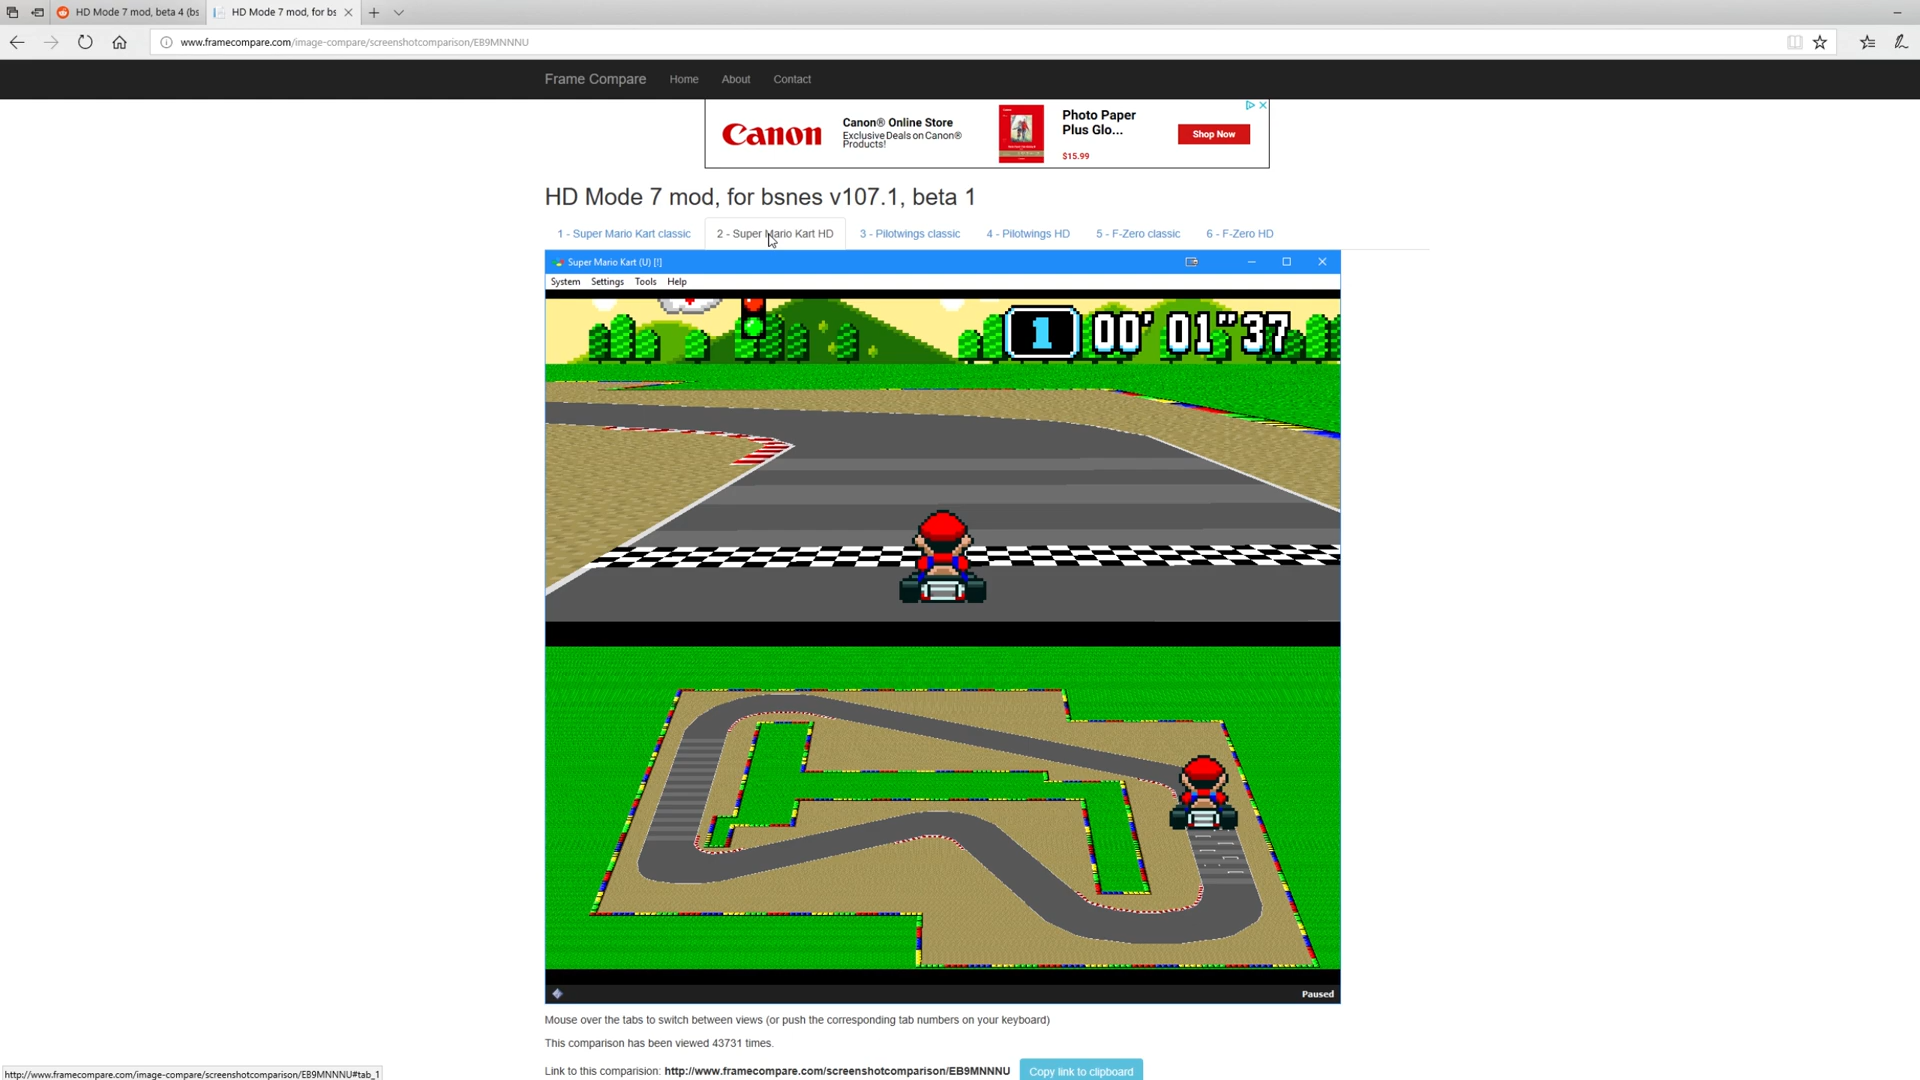 HD Mode 7 mod, beta 4 (bs
HD Mode 7 mod, for bs
www.framecompare.com/image-compare/screenshotcomparison/EB9MNNNU
Frame Compare
Home
About
Contact
Canon
Canon® Online Store
Exclusive Deals on Canon®
Products!
Photo Paper
Plus Glo...
$15.99
Shop Now
HD Mode 7 mod, for bsnes v107.1, beta 1
1 - Super Mario Kart classic
2 - Super Mario Kart HD
3 - Pilotwings classic
4 - Pilotwings HD
5 - F-Zero classic
6 - F-Zero HD
Super Mario Kart (U) [!]
System
Settings
Tools
Help
1
00'01"37
Paused
Mouse over the tabs to switch between views (or push the corresponding tab numbers on your keyboard)
This comparison has been viewed 43731 times.
Link to this comparision: http://www.framecompare.com/screenshotcomparison/EB9MNNNU
Copy link to clipboard
http://www.framecompare.com/image-compare/screenshotcomparison/EB9MNNNU#tab_1